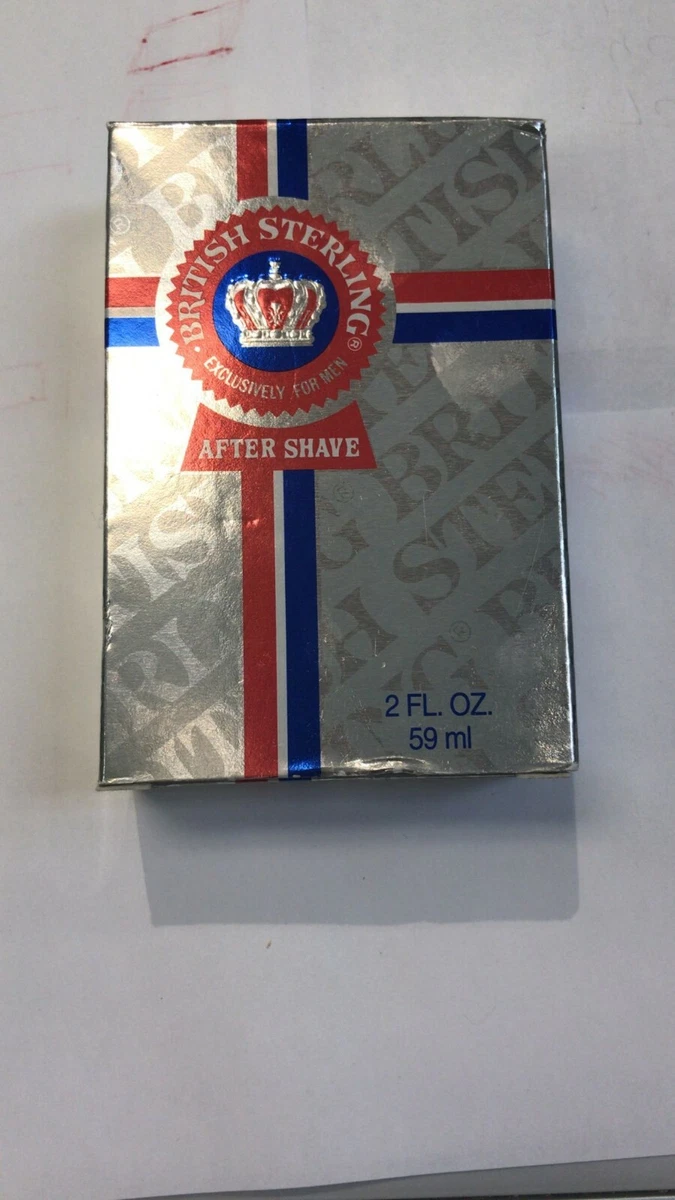 BRITISH STERLING®
· EXCLUSIVELY FOR MEN
AFTER SHAVE
2 FL. OZ.
59 ml